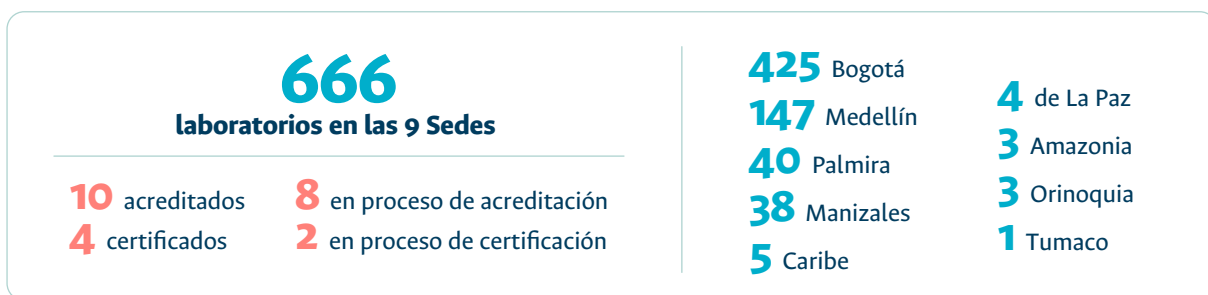 666
laboratorios en las 9 Sedes
10 acreditados
4 certificados
8 en proceso de acreditación
2 en proceso de certificación
425 Bogotá
147 Medellín
40 Palmira
38 Manizales
5 Caribe
4 de La Paz
3 Amazonia
3 Orinoquia
1 Tumaco